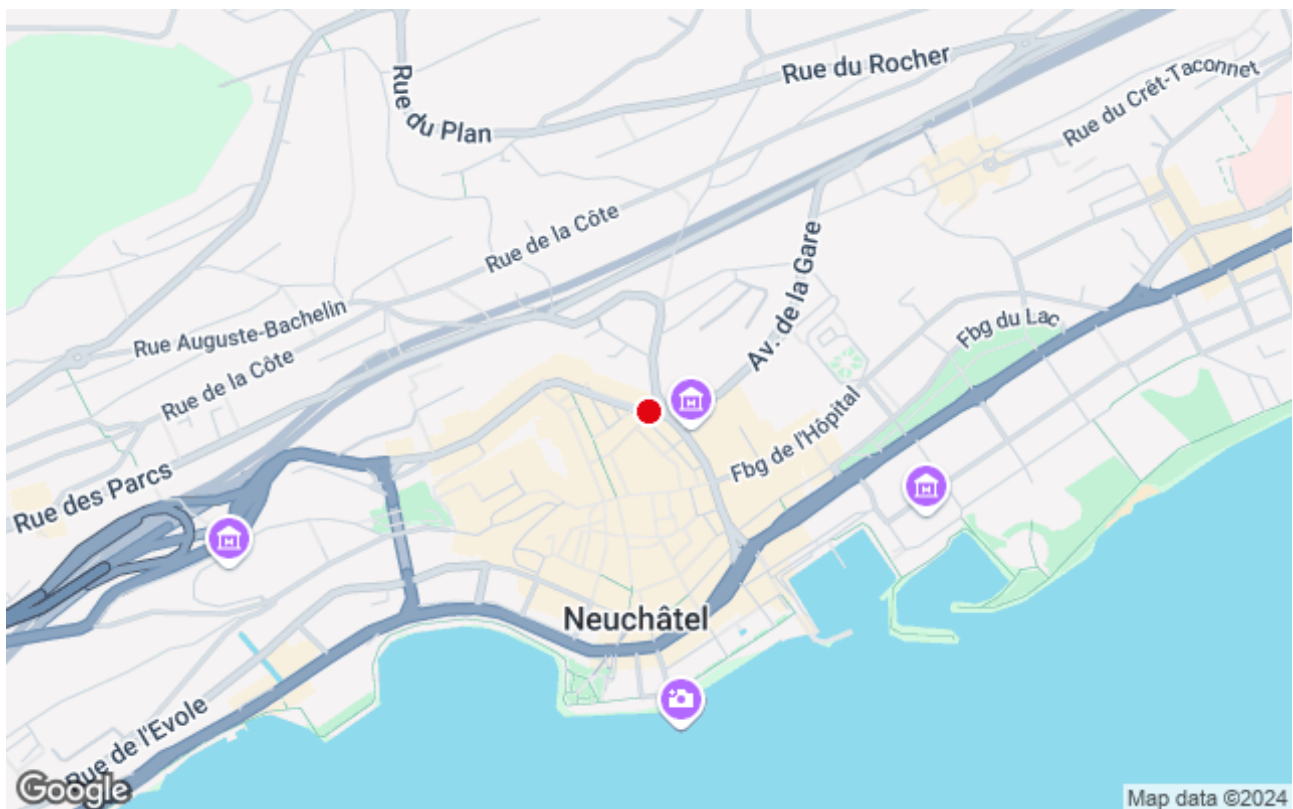 Rue du Rocher
Rue du Crêt-Taconnet
Rue du Plan
Rue de la Côte
Av. de la Gare
Rue Auguste-Bachelin
Fbg du Lac
Rue de la Côte
Fbg de l'Hôpital
Rue des Parcs
Neuchâtel
Rue de l'Evole
Google
Map data ©2024